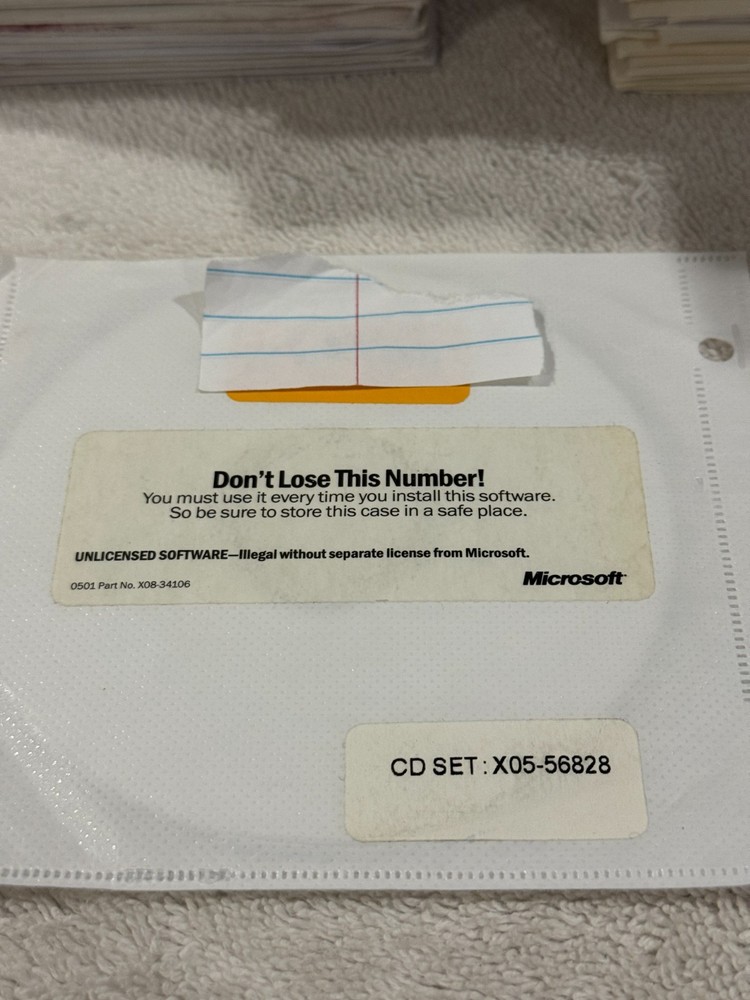 Don't Lose This Number!
You must use it every time you install this software.
So be sure to store this case in a safe place.
UNLICENSED SOFTWARE—Illegal without separate license from Microsoft.
0501 Part No. X08-34106
Microsoft
CD SET: X05-56828